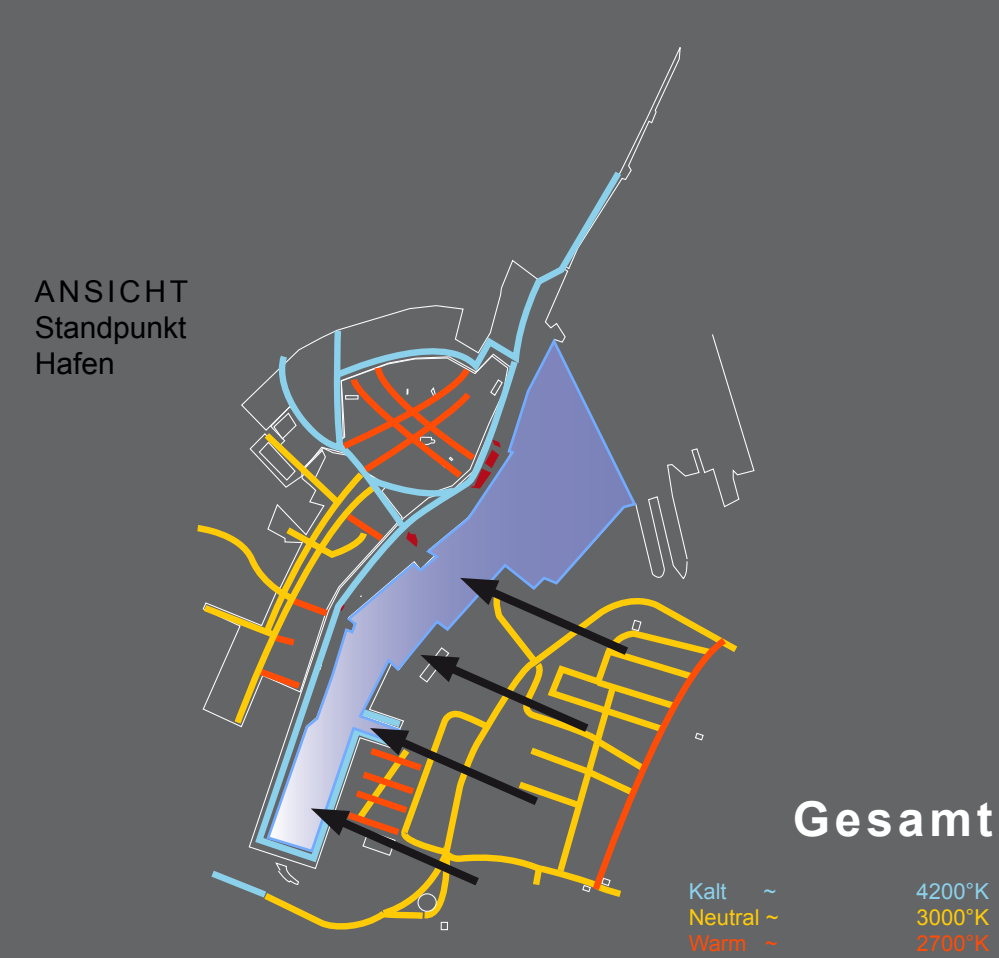 ANSICHT
Standpunkt
Hafen
Gesamt
Kalt ~ 4200°K
Neutral ~ 3000°K
Warm ~ 2700°K